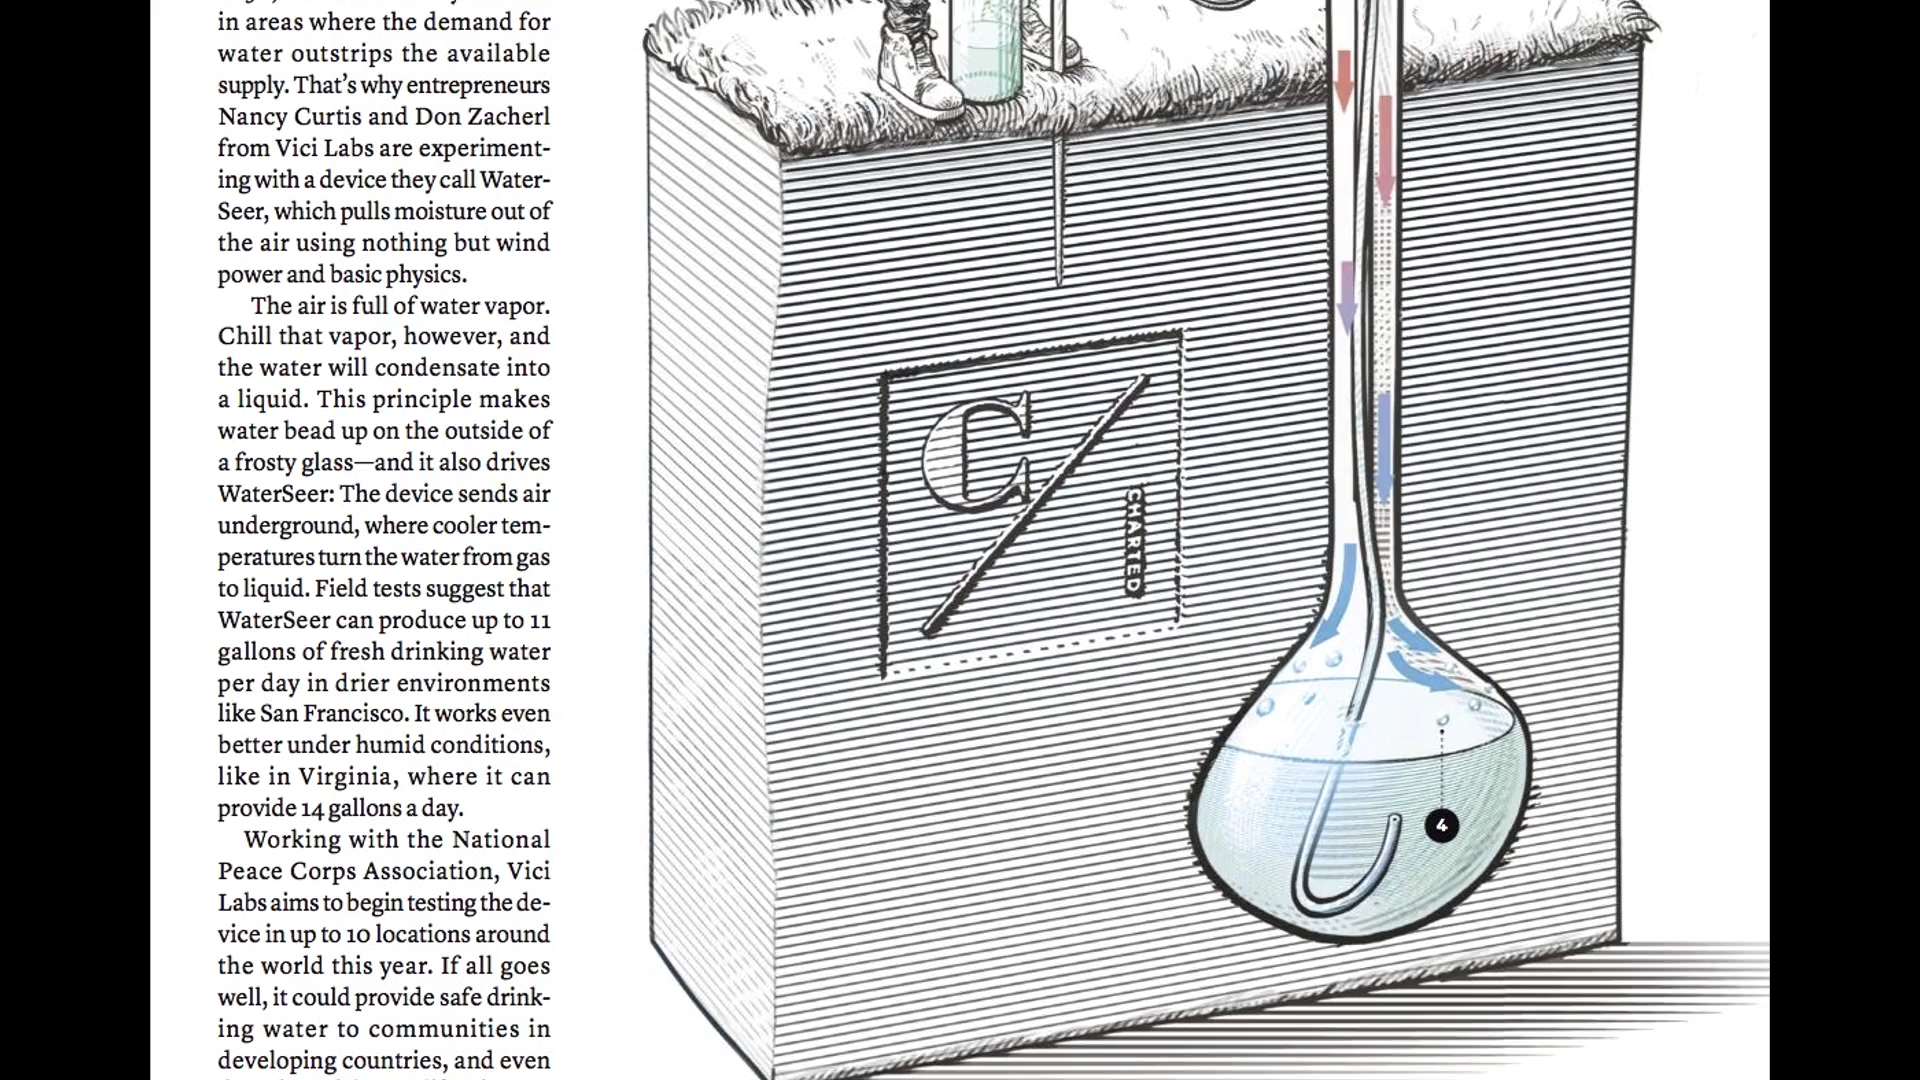 in areas where the demand for
water outstrips the available
supply. That's why entrepreneurs
Nancy Curtis and Don Zacherl
from Vici Labs are experiment-
ing with a device they call Water-
Seer, which pulls moisture out of
the air using nothing but wind
power and basic physics.
The air is full of water vapor.
Chill that vapor, however, and
the water will condensate into
a liquid. This principle makes
water bead up on the outside of
a frosty glass—and it also drives
WaterSeer: The device sends air
underground, where cooler tem-
peratures turn the water from gas
to liquid. Field tests suggest that
WaterSeer can produce up to 11
gallons of fresh drinking water
per day in drier environments
like San Francisco. It works even
better under humid conditions,
like in Virginia, where it can
provide 14 gallons a day.
Working with the National
Peace Corps Association, Vici
Labs aims to begin testing the de-
vice in up to 10 locations around
the world this year. If all goes
well, it could provide safe drink-
ing water to communities in
developing countries, and even
C
CHARTED
4